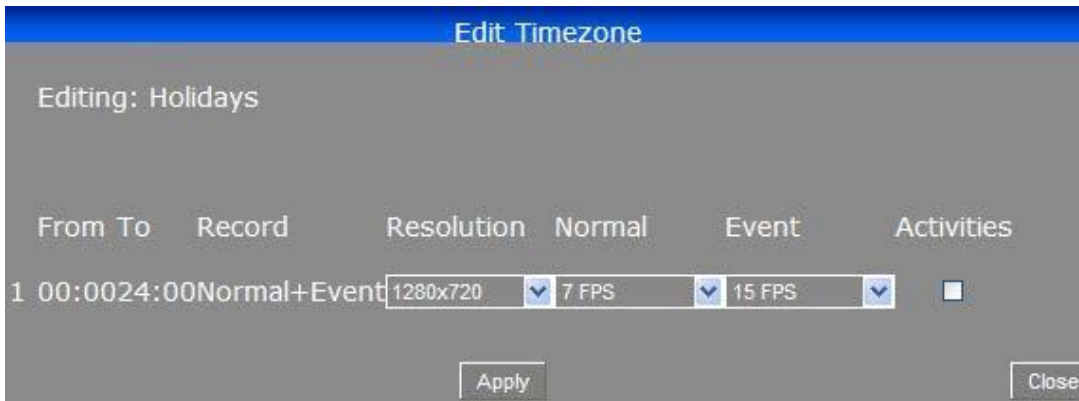 Edit Timezone
Editing: Holidays
From To Record Resolution Normal Event Activities
1 00:0024:00Normal+Event 1280x720 7 FPS 15 FPS
Apply Close